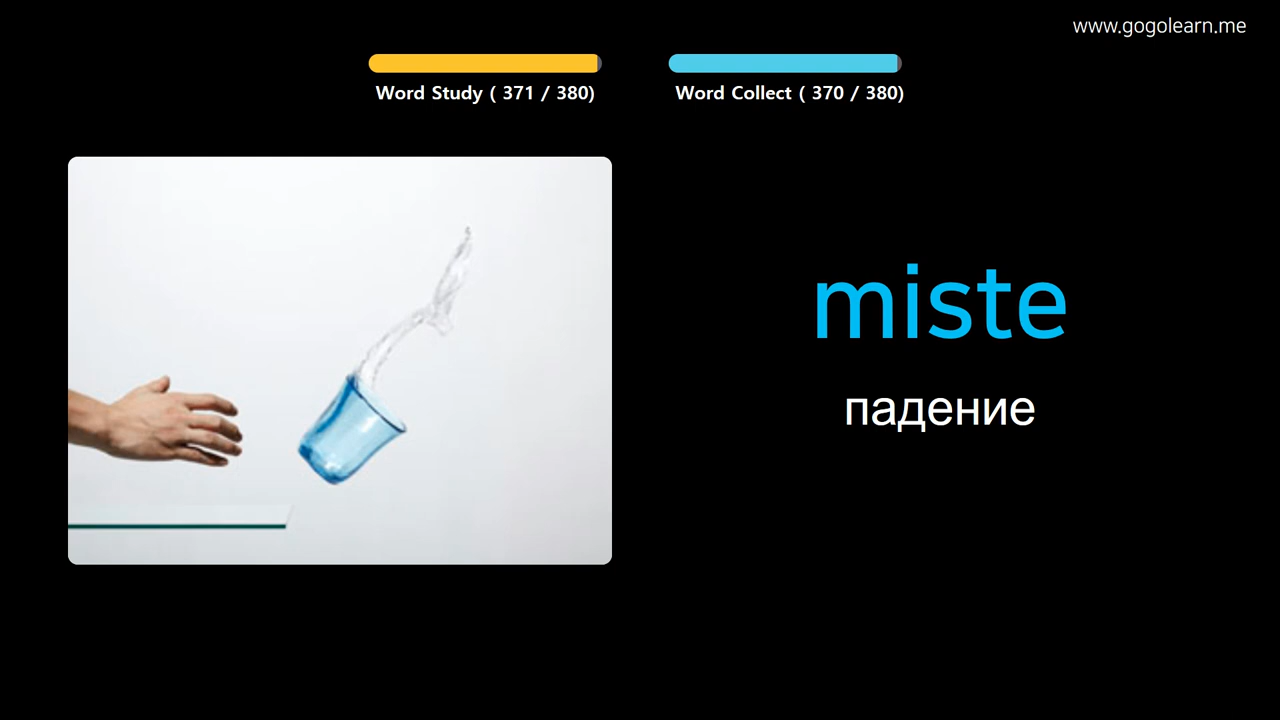 www.gogolearn.me
Word Study ( 371 / 380)
Word Collect ( 370 / 380)
miste
падение